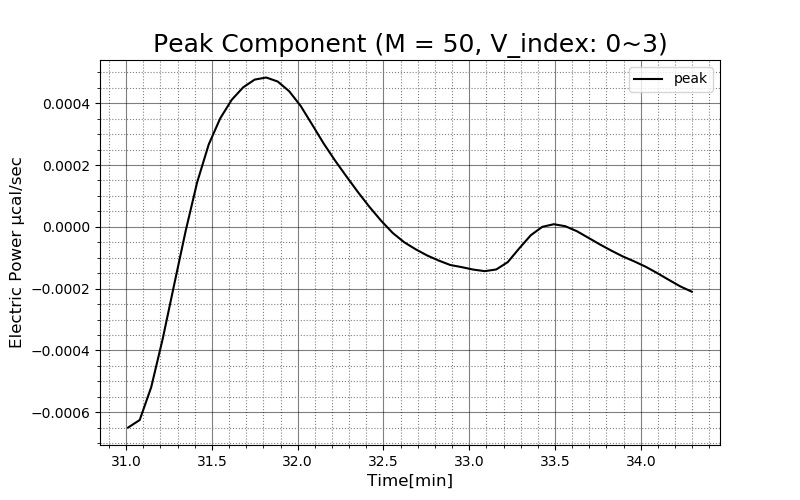 Peak Component (M = 50, V_index: 0~3)
peak
0.0004
0.0002
0.0000
−0.0002
−0.0004
−0.0006
Electric Power μcal/sec
31.0 31.5 32.0 32.5 33.0 33.5 34.0
Time[min]